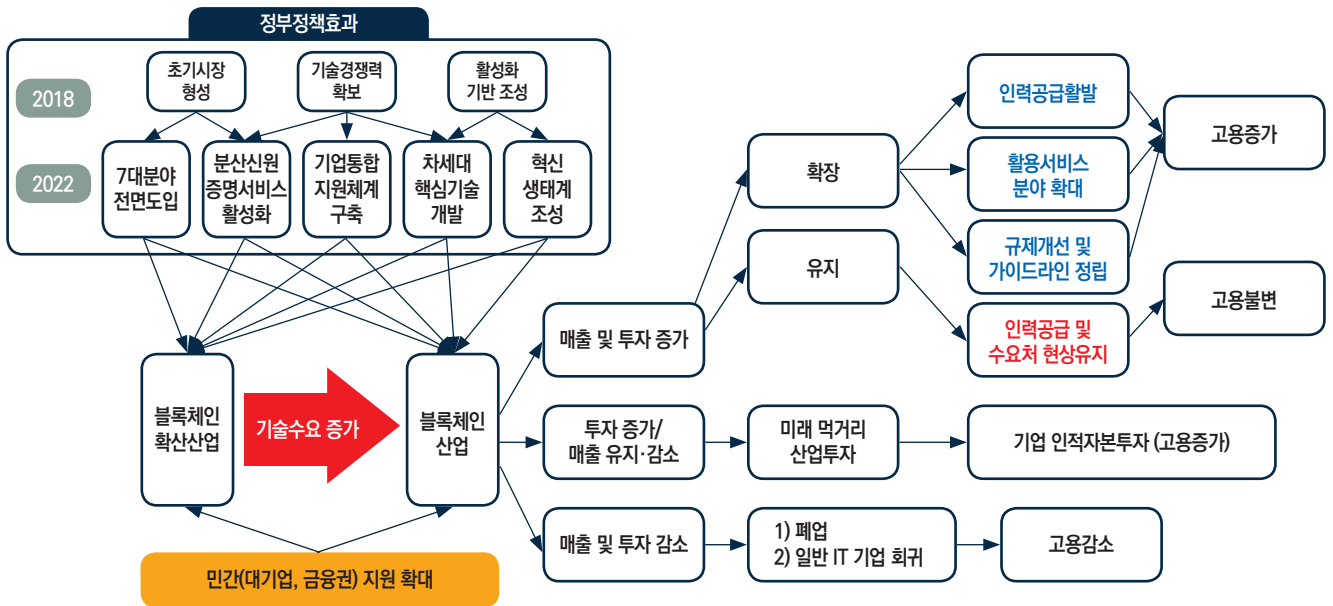 정부정책효과
2018
초기시장
형성
기술경쟁력
확보
활성화
기반 조성
2022
7대분야
전면도입
분산신원
증명서비스
활성화
기업통합
지원체계
구축
차세대
핵심기술
개발
혁신
생태계
조성
블록체인
확산산업
기술수요 증가
블록체인
산업
민간(대기업, 금융권) 지원 확대
매출 및 투자 증가
확장
유지
인력공급활발
활용서비스
분야 확대
규제개선 및
가이드라인 정립
인력공급 및
수요처 현상유지
고용증가
고용불변
투자 증가/
매출 유지·감소
미래 먹거리
산업투자
기업 인적자본투자 (고용증가)
매출 및 투자 감소
1) 폐업
2) 일반 IT 기업 회귀
고용감소